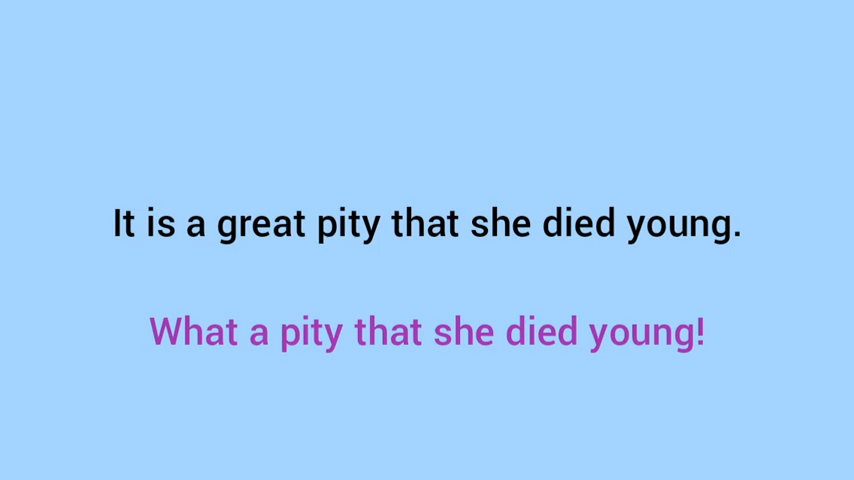 It is a great pity that she died young.
What a pity that she died young!